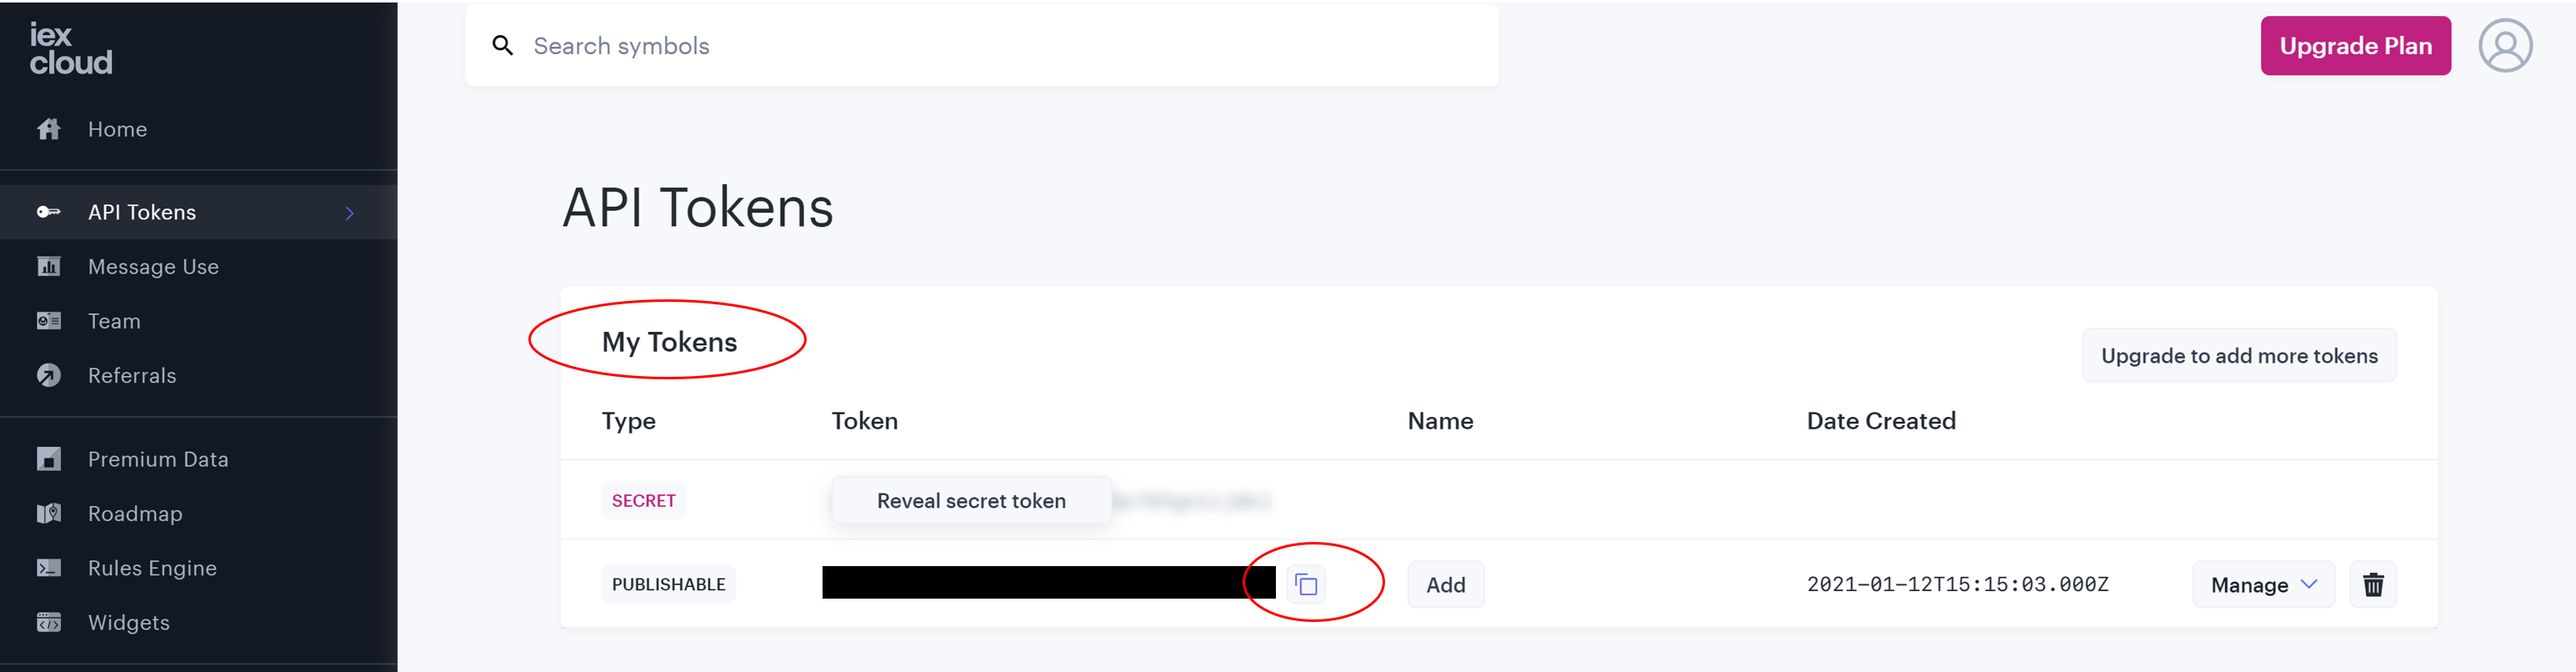 iex
cloud
Search symbols
Upgrade Plan
Home
API Tokens
Message Use
Team
Referrals
Premium Data
Roadmap
Rules Engine
Widgets
API Tokens
My Tokens
Upgrade to add more tokens
Type Token Name Date Created
SECRET Reveal secret token
PUBLISHABLE Add 2021-01-12T15:15:03.000Z Manage